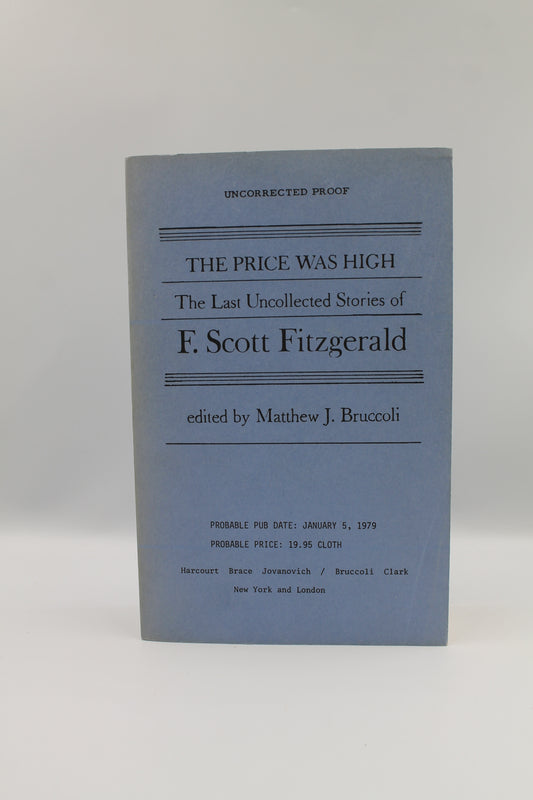 UNCORRECTED PROOF
THE PRICE WAS HIGH
The Last Uncollected Stories of
F. Scott Fitzgerald
edited by Matthew J. Bruccoli
PROBABLE PUB DATE: JANUARY 5, 1979
PROBABLE PRICE: 19.95 CLOTH
Harcourt Brace Jovanovich / Bruccoli Clark
New York and London